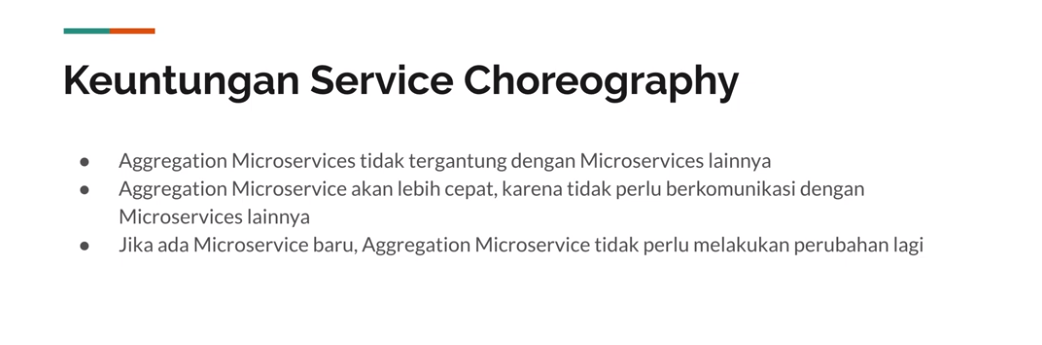 Keuntungan Service Choreography
● Aggregation Microservices tidak tergantung dengan Microservices lainnya
● Aggregation Microservice akan lebih cepat, karena tidak perlu berkomunikasi dengan
Microservices lainnya
● Jika ada Microservice baru, Aggregation Microservice tidak perlu melakukan perubahan lagi